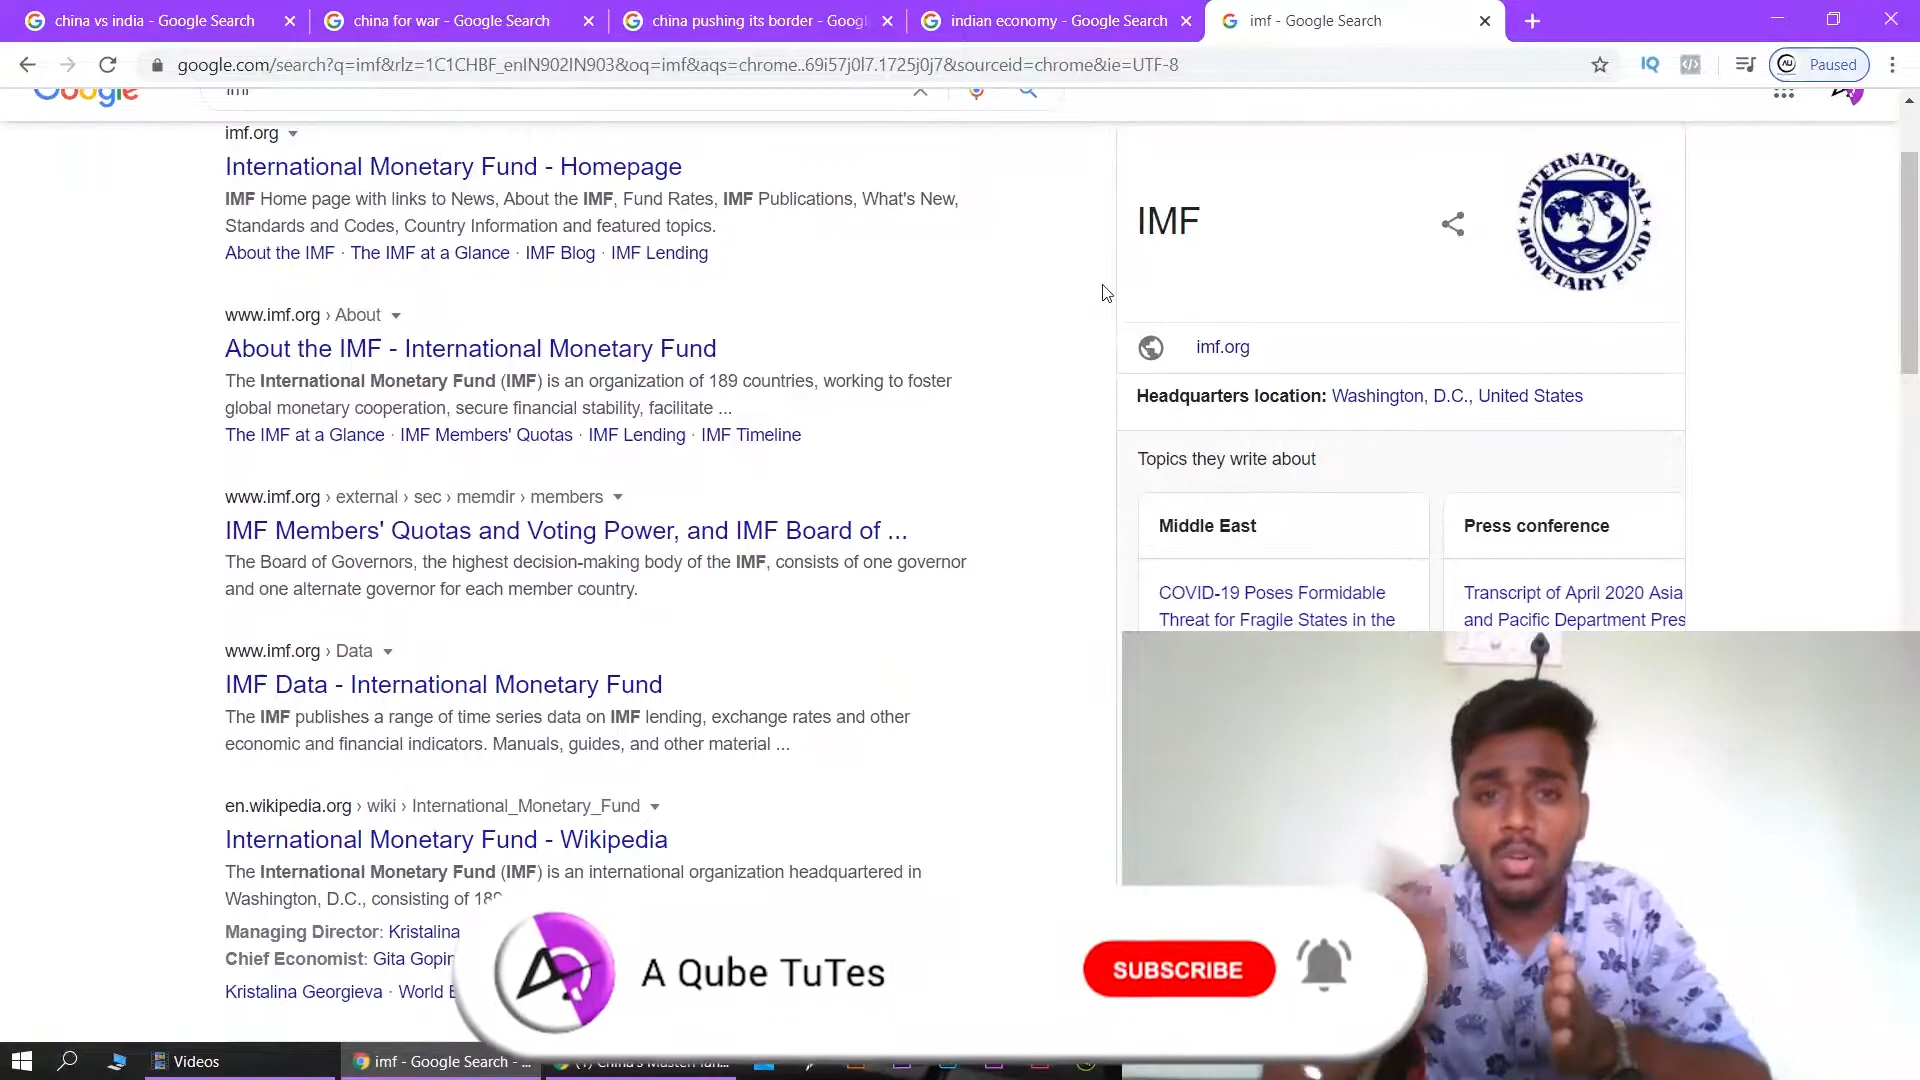 china vs india - Google Search
china for war - Google Search
china pushing its border - Googl
indian economy - Google Search
imf - Google Search
google.com/search?q=imf&rlz=1C1CHBF_enIN902IN903&oq=imf&aqs=chrome..69i57j0l7.1725j0j7&sourceid=chrome&ie=UTF-8
IQ
Paused
Google
imf
imf.org
International Monetary Fund - Homepage
IMF Home page with links to News, About the IMF, Fund Rates, IMF Publications, What's New,
Standards and Codes, Country Information and featured topics.
About the IMF · The IMF at a Glance · IMF Blog · IMF Lending
www.imf.org › About
About the IMF - International Monetary Fund
The International Monetary Fund (IMF) is an organization of 189 countries, working to foster
global monetary cooperation, secure financial stability, facilitate ...
The IMF at a Glance · IMF Members' Quotas · IMF Lending · IMF Timeline
www.imf.org › external › sec › memdir › members
IMF Members' Quotas and Voting Power, and IMF Board of ...
The Board of Governors, the highest decision-making body of the IMF, consists of one governor
and one alternate governor for each member country.
www.imf.org › Data
IMF Data - International Monetary Fund
The IMF publishes a range of time series data on IMF lending, exchange rates and other
economic and financial indicators. Manuals, guides, and other material ...
en.wikipedia.org › wiki › International_Monetary_Fund
International Monetary Fund - Wikipedia
The International Monetary Fund (IMF) is an international organization headquartered in
Washington, D.C., consisting of 189
Managing Director: Kristalina
Chief Economist: Gita Gopin
Kristalina Georgieva · World
IMF
INTERNATIONAL MONETARY FUND
imf.org
Headquarters location: Washington, D.C., United States
Topics they write about
Middle East
COVID-19 Poses Formidable
Threat for Fragile States in the
Press conference
Transcript of April 2020 Asia
and Pacific Department Pres
A Qube TuTes
SUBSCRIBE
Videos
imf - Google Search - ...
(1) China's MasterPlan...